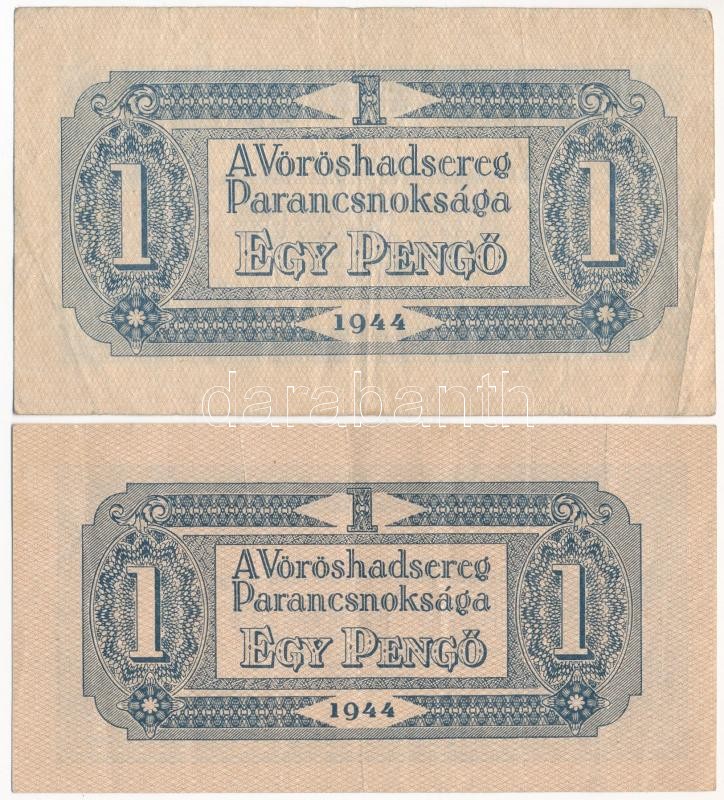 1
A Vöröshadsereg
Parancsnoksága
1 EGY PENGŐ 1
1944
darabanth
1
A Vöröshadsereg
Parancsnoksága
1 EGY PENGŐ 1
1944